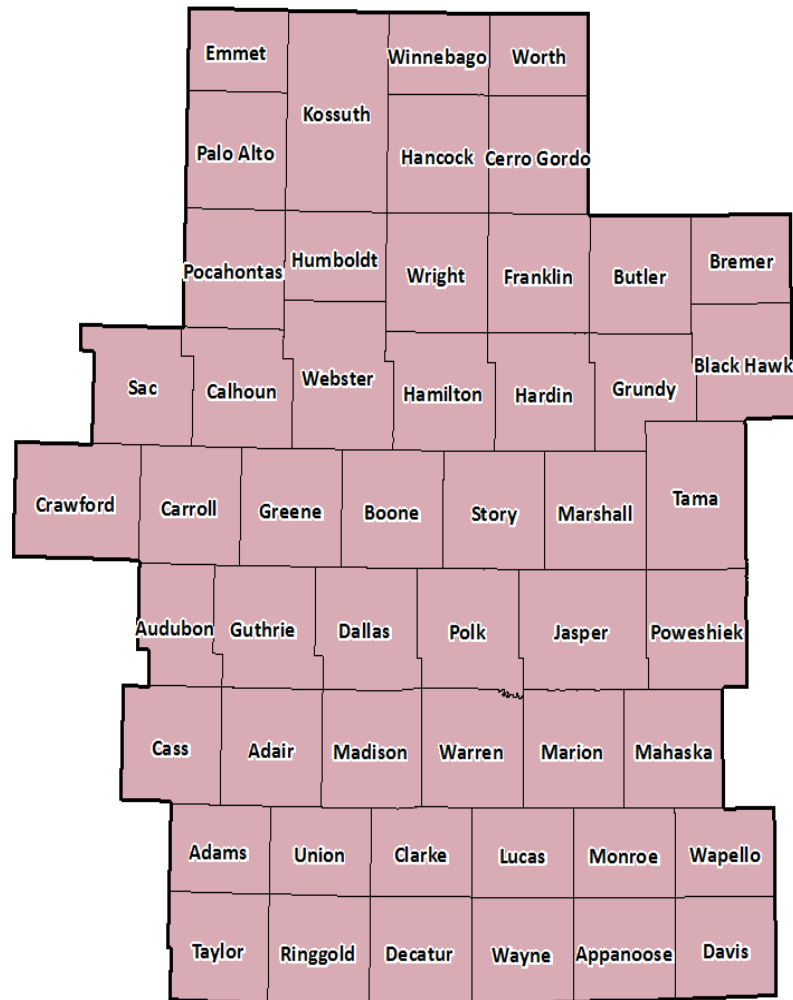 Emmet
Winnebago
Worth
Kossuth
Palo Alto
Hancock
Cerro Gordo
Pocahontas
Humboldt
Wright
Franklin
Butler
Bremer
Sac
Calhoun
Webster
Hamilton
Hardin
Grundy
Black Hawk
Crawford
Carroll
Greene
Boone
Story
Marshall
Tama
Audubon
Guthrie
Dallas
Polk
Jasper
Poweshiek
Cass
Adair
Madison
Warren
Marion
Mahaska
Adams
Union
Clarke
Lucas
Monroe
Wapello
Taylor
Ringgold
Decatur
Wayne
Appanoose
Davis